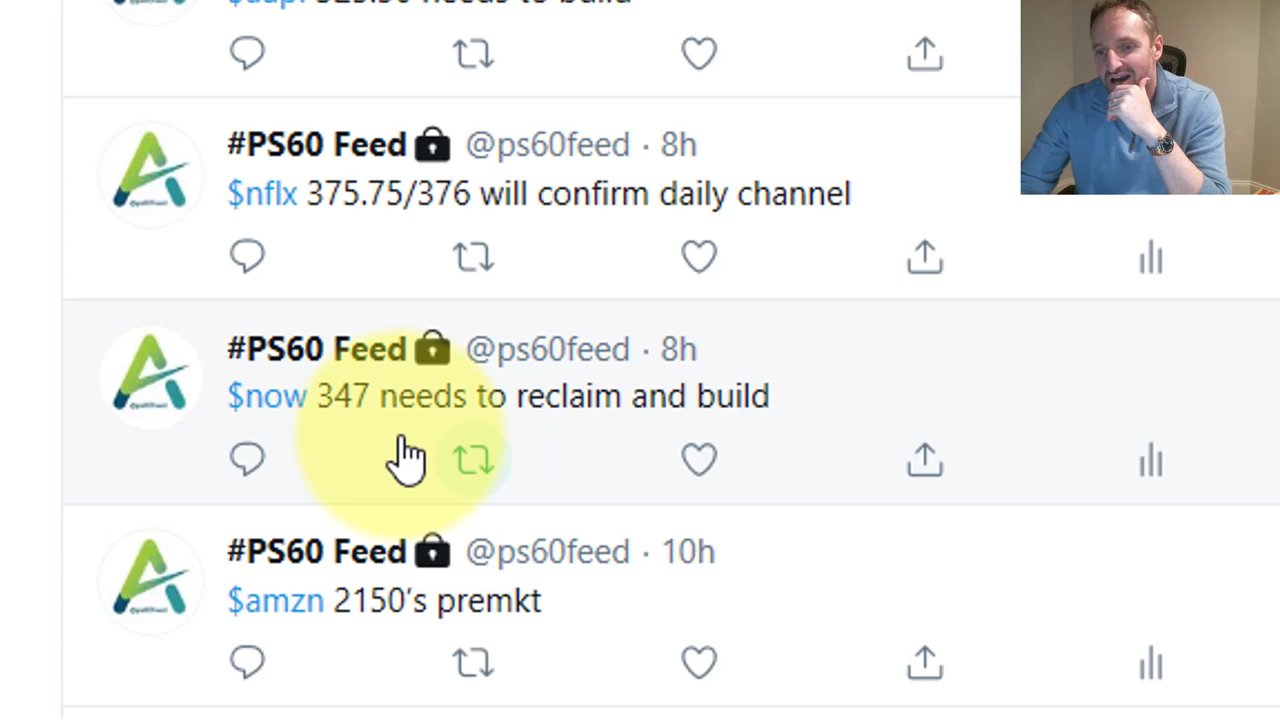 #PS60 Feed @ps60feed · 8h
$nflx 375.75/376 will confirm daily channel
#PS60 Feed @ps60feed · 8h
$now 347 needs to reclaim and build
#PS60 Feed @ps60feed · 10h
$amzn 2150's premkt